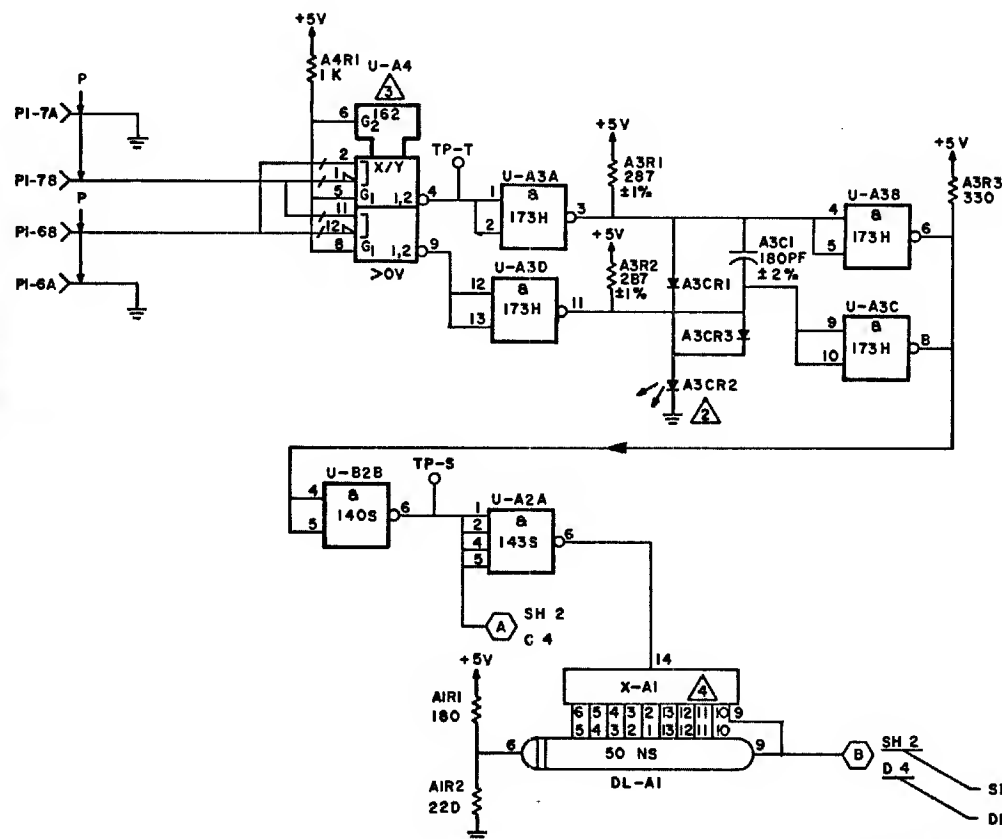 +5V
A4R1
1K
U-A4
3
P
P1-7A
6
G2
162
2
X/Y
TP-T
+5V
A3R1
287
±1%
+5V
A3R3
330
P1-7B
1
5
G1
1,2
4
1
2
U-A3A
&
173H
3
U-A3B
4
5
&
173H
6
P
P1-6B
11
12
8
G1
1,2
9
>0V
+5V
A3R2
287
±1%
A3C1
180PF
±2%
A3CR1
P1-6A
U-A3D
12
13
&
173H
11
A3CR3
U-A3C
9
10
&
173H
8
A3CR2
2
U-B2B
4
5
&
140S
6
TP-S
U-A2A
1
2
4
5
&
143S
6
A
SH 2
C 4
+5V
14
X-A1
4
A1R1
180
6 5 4 3 2 13 12 11 10 9
5 4 3 2 1 13 12 11 10
6
50 NS
9
B
SH 2
D 4
DL-A1
A1R2
220